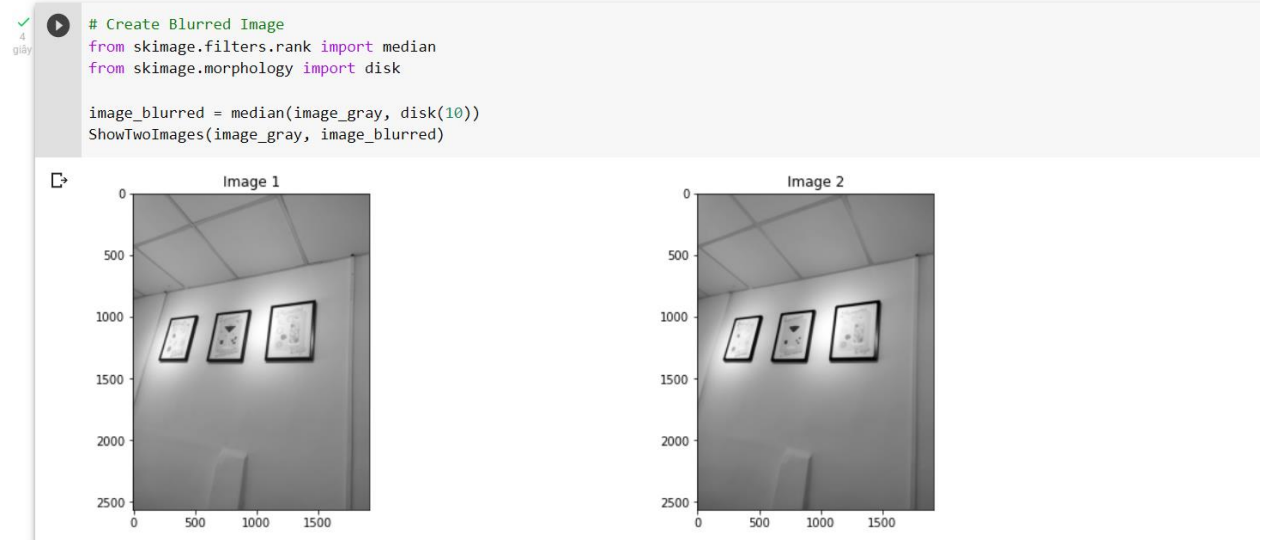 # Create Blurred Image
4
giây
from skimage.filters.rank import median
from skimage.morphology import disk
image_blurred = median(image_gray, disk(10))
ShowTwoImages(image_gray, image_blurred)
Image 1
0
500
1000
1500
2000
2500
0 500 1000 1500
Image 2
0
500
1000
1500
2000
2500
0 500 1000 1500